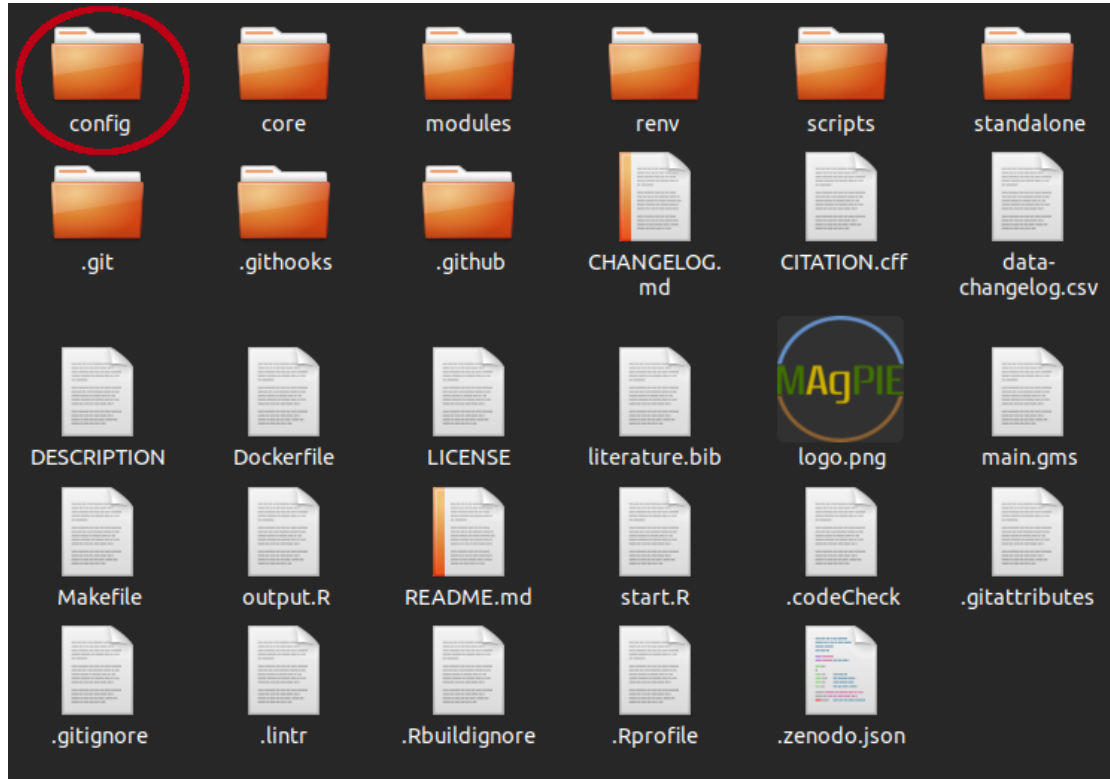 config
core
modules
renv
scripts
standalone
.git
.githooks
.github
CHANGELOG.
md
CITATION.cff
data-
changelog.csv
DESCRIPTION
Dockerfile
LICENSE
literature.bib
MAgPIE
logo.png
main.gms
Makefile
output.R
README.md
start.R
.codeCheck
.gitattributes
.gitignore
.lintr
.Rbuildignore
.Rprofile
.zenodo.json